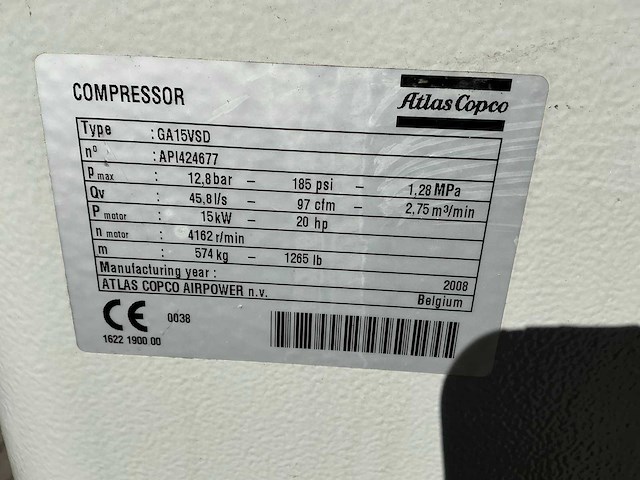 COMPRESSOR
Atlas Copco
Type : GA15VSD
nº : API424677
P max : 12,8 bar – 185 psi – 1,28 MPa
Qv : 45,8 l/s – 97 cfm – 2,75 m³/min
P motor : 15 kW – 20 hp
n motor : 4162 r/min
m : 574 kg – 1265 lb
Manufacturing year : 2008
ATLAS COPCO AIRPOWER n.v. Belgium
CE 0038
1622 1900 00